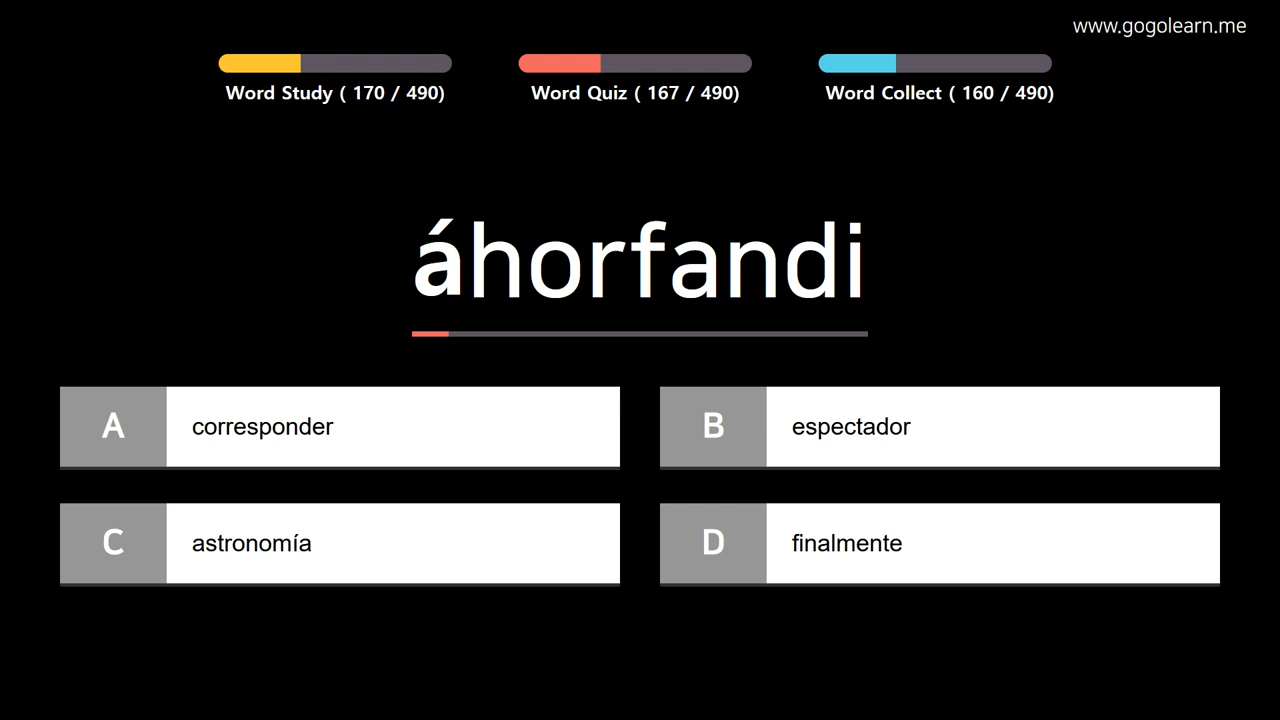 www.gogolearn.me
Word Study ( 170 / 490)
Word Quiz ( 167 / 490)
Word Collect ( 160 / 490)
áhorfandi
A corresponder
B espectador
C astronomía
D finalmente